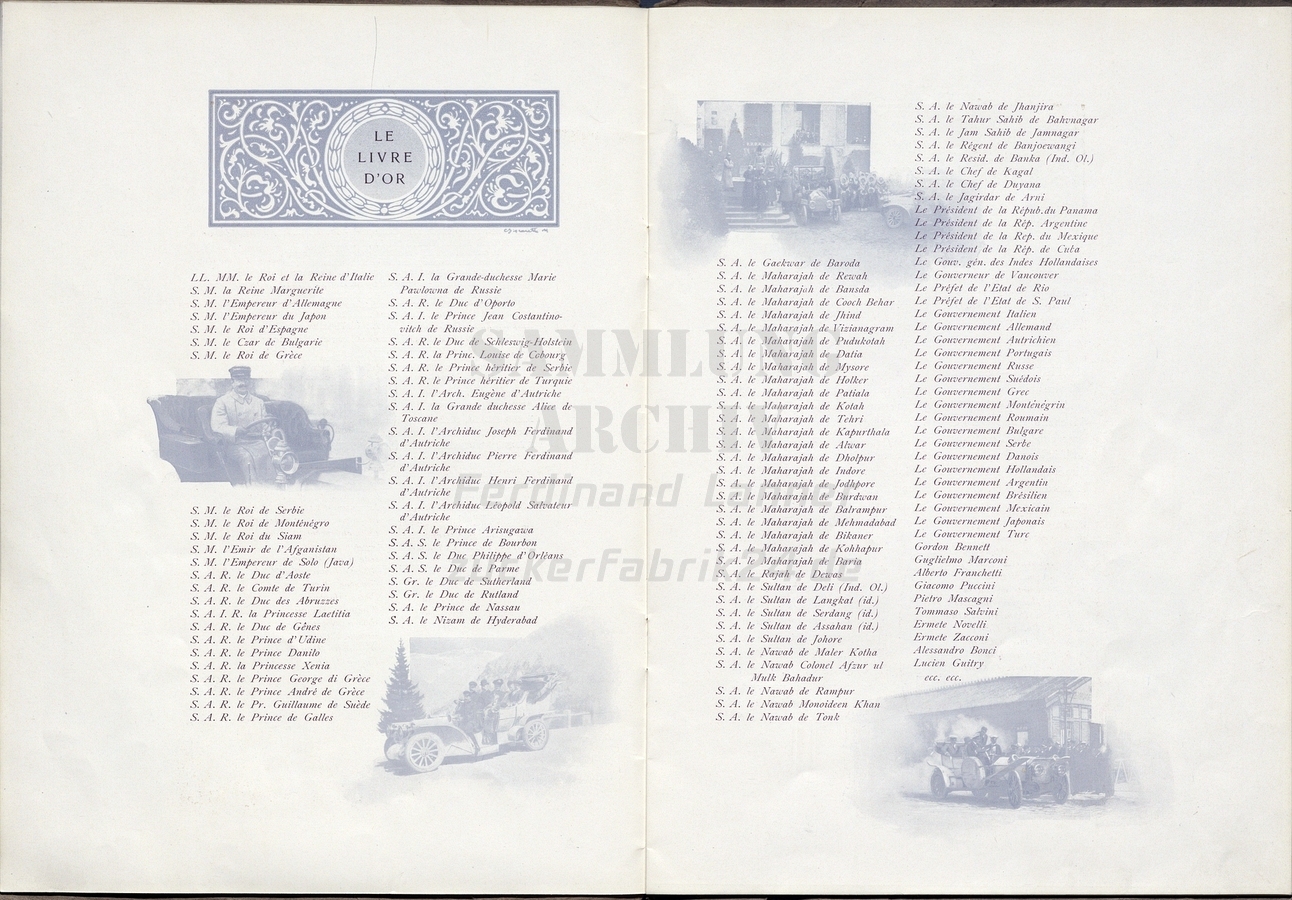 LE
LIVRE
D'OR
LL. MM. le Roi et la Reine d'Italie
S. M. la Reine Marguerite
S. M. l'Empereur d'Allemagne
S. M. l'Empereur du Japon
S. M. le Roi d'Espagne
S. M. le Czar de Bulgarie
S. M. le Roi de Grèce
S. M. le Roi de Serbie
S. M. le Roi de Monténégro
S. M. le Roi du Siam
S. M. l'Emir de l'Afganistan
S. M. l'Empereur de Solo (Java)
S. A. R. le Duc d'Aoste
S. A. R. le Comte de Turin
S. A. R. le Duc des Abruzzes
S. A. I. R. la Princesse Laetitia
S. A. R. le Duc de Gênes
S. A. R. le Prince d'Udine
S. A. R. le Prince Danilo
S. A. R. la Princesse Xenia
S. A. R. le Prince George di Grèce
S. A. R. le Prince Andrè de Grèce
S. A. R. le Pr. Guillaume de Suède
S. A. R. le Prince de Galles
S. A. I. la Grande-duchesse Marie
Pawlowna de Russie
S. A. R. le Duc d'Oporto
S. A. I. le Prince Jean Costantino-
vitch de Russie
S. A. R. le Duc de Schleswig-Holstein
S. A. R. la Princ. Louise de Cobourg
S. A. R. le Prince héritier de Serbie
S. A. R. le Prince héritier de Turquie
S. A. I. l'Arch. Eugène d'Autriche
S. A. I. la Grande duchesse Alice de
Toscane
S. A. I. l'Archiduc Joseph Ferdinand
d'Autriche
S. A. I. l'Archiduc Pierre Ferdinand
d'Autriche
S. A. I. l'Archiduc Henri Ferdinand
d'Autriche
S. A. I. l'Archiduc Léopold Salvateur
d'Autriche
S. A. I. le Prince Arisugawa
S. A. S. le Prince de Bourbon
S. A. S. le Duc Philippe d'Orléans
S. A. S. le Duc de Parme
S. Gr. le Duc de Sutherland
S. Gr. le Duc de Rutland
S. A. le Prince de Nassau
S. A. le Nizam de Hyderabad
S. A. le Gaekwar de Baroda
S. A. le Maharajah de Rewah
S. A. le Maharajah de Bansda
S. A. le Maharajah de Cooch Behar
S. A. le Maharajah de Jhind
S. A. le Maharajah de Vizianagram
S. A. le Maharajah de Pudukotah
S. A. le Maharajah de Datia
S. A. le Maharajah de Mysore
S. A. le Maharajah de Holker
S. A. le Maharajah de Patiala
S. A. le Maharajah de Kotah
S. A. le Maharajah de Tehri
S. A. le Maharajah de Kapurthala
S. A. le Maharajah de Alwar
S. A. le Maharajah de Dholpur
S. A. le Maharajah de Indore
S. A. le Maharajah de Jodhpore
S. A. le Maharajah de Burdwan
S. A. le Maharajah de Balrampur
S. A. le Maharajah de Mehmadabad
S. A. le Maharajah de Bikaner
S. A. le Maharajah de Kohhapur
S. A. le Maharajah de Baria
S. A. le Rajah de Dewas
S. A. le Sultan de Deli (Ind. Ol.)
S. A. le Sultan de Langkat (id.)
S. A. le Sultan de Serdang (id.)
S. A. le Sultan de Assahan (id.)
S. A. le Sultan de Johore
S. A. le Nawab de Maler Kotha
S. A. le Nawab Colonel Afzur ul
Mulk Bahadur
S. A. le Nawab de Rampur
S. A. le Nawab Monoideen Khan
S. A. le Nawab de Tonk
S. A. le Nawab de Jhanjira
S. A. le Tahur Sahib de Bahvnagar
S. A. le Jam Sahib de Jamnagar
S. A. le Régent de Banjoewangi
S. A. le Resid. de Banka (Ind. Ol.)
S. A. le Chef de Kagal
S. A. le Chef de Duyana
S. A. le Jagirdar de Arni
Le Président de la Répub. du Panama
Le Président de la Rép. Argentine
Le Président de la Rep. du Mexique
Le Président de la Rép. de Cuba
Le Gouv. gén. des Indes Hollandaises
Le Gouverneur de Vancouver
Le Préfet de l'Etat de Rio
Le Préfet de l'Etat de S. Paul
Le Gouvernement Italien
Le Gouvernement Allemand
Le Gouvernement Autrichien
Le Gouvernement Portugais
Le Gouvernement Russe
Le Gouvernement Suédois
Le Gouvernement Grec
Le Gouvernement Monténégrin
Le Gouvernement Roumain
Le Gouvernement Bulgare
Le Gouvernement Serbe
Le Gouvernement Danois
Le Gouvernement Hollandais
Le Gouvernement Argentin
Le Gouvernement Brésilien
Le Gouvernement Mexicain
Le Gouvernement Japonais
Le Gouvernement Turc
Gordon Bennett
Guglielmo Marconi
Alberto Franchetti
Giacomo Puccini
Pietro Mascagni
Tommaso Salvini
Ermete Novelli
Ermete Zacconi
Alessandro Bonci
Lucien Guitry
ecc. ecc.
SAMMLUNG
ARCHIV
Ferdinand